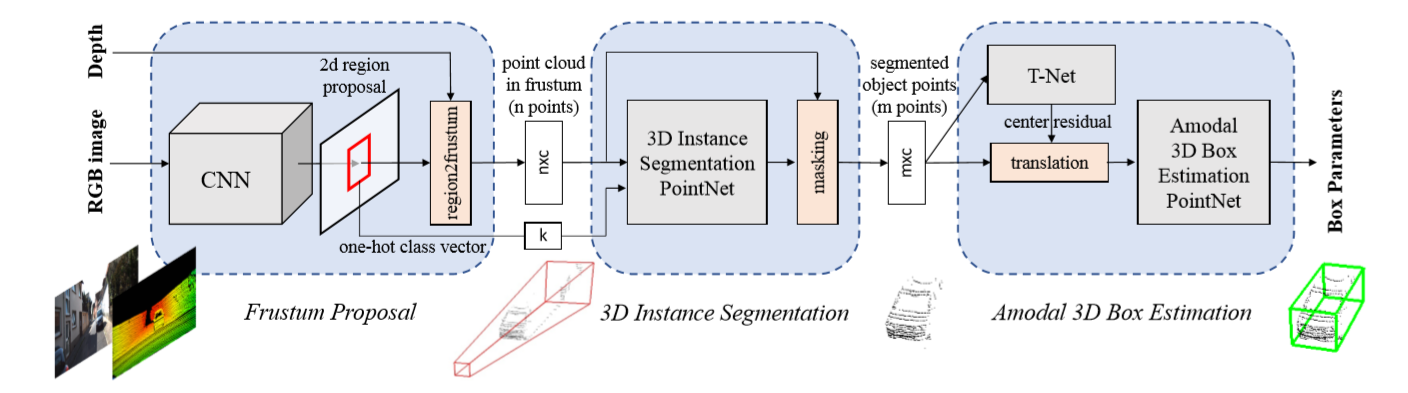 Depth
RGB image
CNN
2d region
proposal
region2frustum
one-hot class vector
point cloud
in frustum
(n points)
nxc
k
3D Instance
Segmentation
PointNet
masking
segmented
object points
(m points)
mxc
T-Net
center residual
translation
Amodal
3D Box
Estimation
PointNet
Box Parameters
Frustum Proposal
3D Instance Segmentation
Amodal 3D Box Estimation